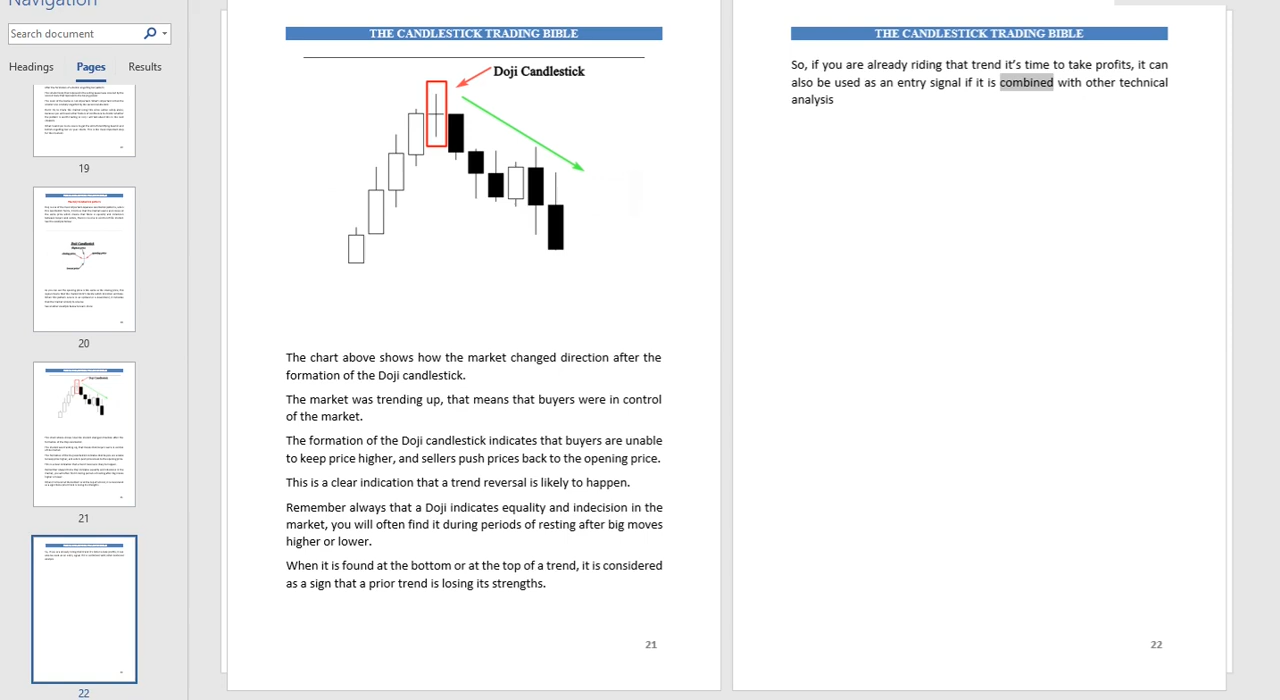 Navigation
Search document
Headings Pages Results
19
20
21
22
THE CANDLESTICK TRADING BIBLE
Doji Candlestick
The chart above shows how the market changed direction after the
formation of the Doji candlestick.
The market was trending up, that means that buyers were in control
of the market.
The formation of the Doji candlestick indicates that buyers are unable
to keep price higher, and sellers push prices back to the opening price.
This is a clear indication that a trend reversal is likely to happen.
Remember always that a Doji indicates equality and indecision in the
market, you will often find it during periods of resting after big moves
higher or lower.
When it is found at the bottom or at the top of a trend, it is considered
as a sign that a prior trend is losing its strengths.
21
THE CANDLESTICK TRADING BIBLE
So, if you are already riding that trend it's time to take profits, it can
also be used as an entry signal if it is combined with other technical
analysis
22